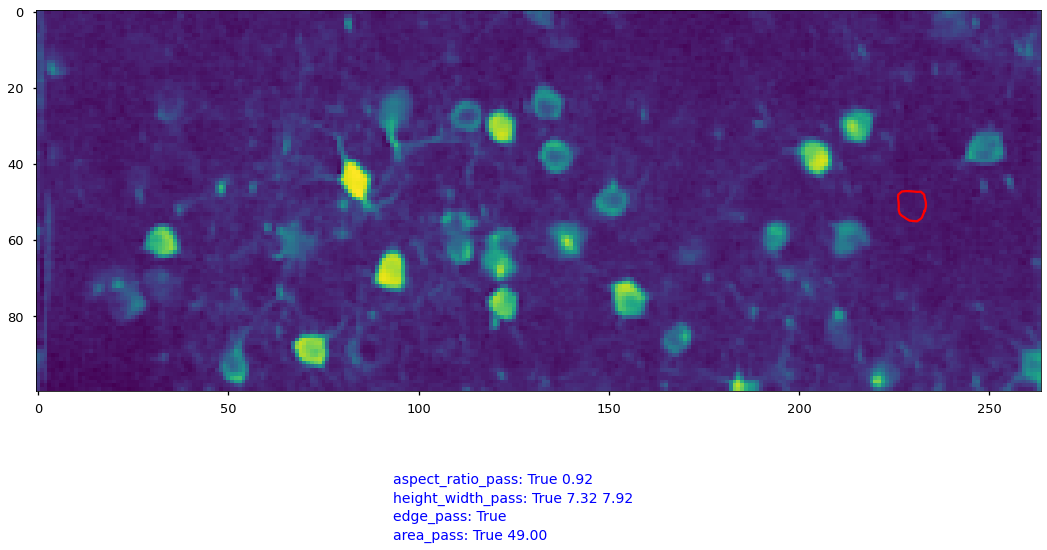 0
20
40
60
80
0 50 100 150 200 250
aspect_ratio_pass: True 0.92
height_width_pass: True 7.32 7.92
edge_pass: True
area_pass: True 49.00